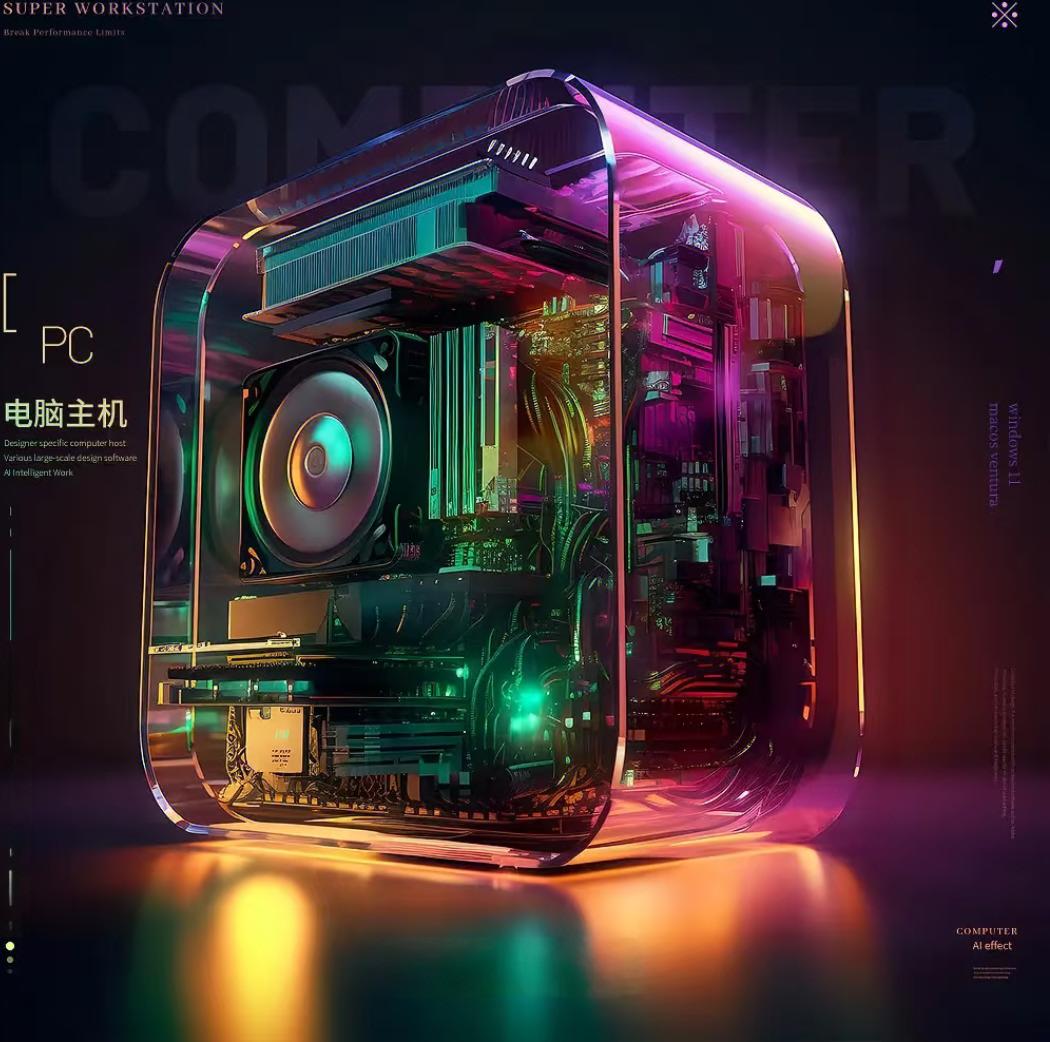 SUPER WORKSTATION
Break Performance Limits
COMPUTER
[
PC
电脑主机
Designer specific computer host
Various large-scale design software
AI Intelligent Work
windows 11
macos ventura
COMPUTER
AI effect